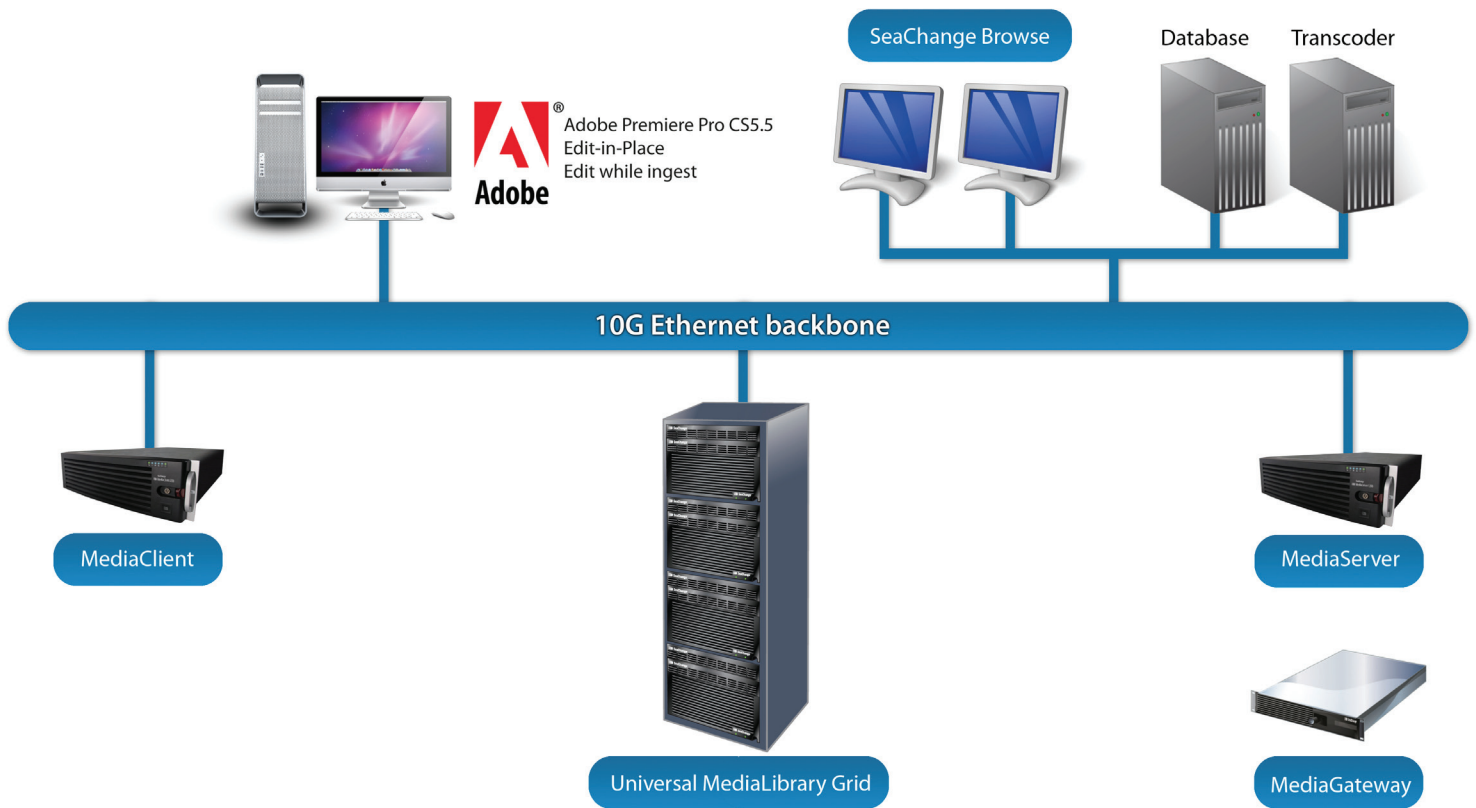 SeaChange Browse
Database
Transcoder
®
Adobe
Adobe Premiere Pro CS5.5
Edit-in-Place
Edit while ingest
10G Ethernet backbone
MediaClient
MediaServer
Universal MediaLibrary Grid
MediaGateway